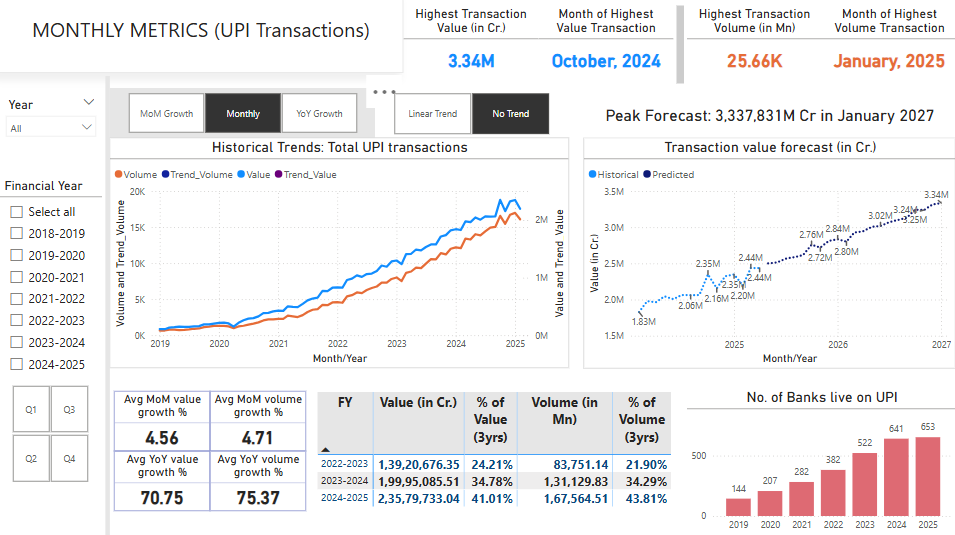 MONTHLY METRICS (UPI Transactions)
Highest Transaction
Value (in Cr.)
3.34M
Month of Highest
Value Transaction
October, 2024
Highest Transaction
Volume (in Mn)
25.66K
Month of Highest
Volume Transaction
January, 2025
Year
All
Financial Year
Select all
2018-2019
2019-2020
2020-2021
2021-2022
2022-2023
2023-2024
2024-2025
Q1
Q3
Q2
Q4
MoM Growth
Monthly
YoY Growth
Linear Trend
No Trend
Peak Forecast: 3,337,831M Cr in January 2027
Historical Trends: Total UPI transactions
Volume
Trend_Volume
Value
Trend_Value
Volume and Trend_Volume
20K
15K
10K
5K
0K
2M
1M
0M
Value and Trend_Value
2019
2020
2021
2022
2023
2024
2025
Month/Year
Transaction value forecast (in Cr.)
Historical
Predicted
Value (in Cr.)
3.5M
3.0M
2.5M
2.0M
1.5M
1.83M
2.06M
2.35M
2.16M
2.35M
2.20M
2.44M
2.44M
2.76M
2.72M
2.84M
2.80M
3.02M
3.24M
3.34M
2025
2026
2027
Month/Year
Avg MoM value
growth %
4.56
Avg MoM volume
growth %
4.71
Avg YoY value
growth %
70.75
Avg YoY volume
growth %
75.37
FY
Value (in Cr.)
% of
Value
(3yrs)
Volume (in
Mn)
% of
Volume
(3yrs)
2022-2023 1,39,20,676.35 24.21% 83,751.14 21.90%
2023-2024 1,99,95,085.51 34.78% 1,31,129.83 34.29%
2024-2025 2,35,79,733.04 41.01% 1,67,564.51 43.81%
No. of Banks live on UPI
500
0
144
207
282
382
522
641
653
2019
2020
2021
2022
2023
2024
2025